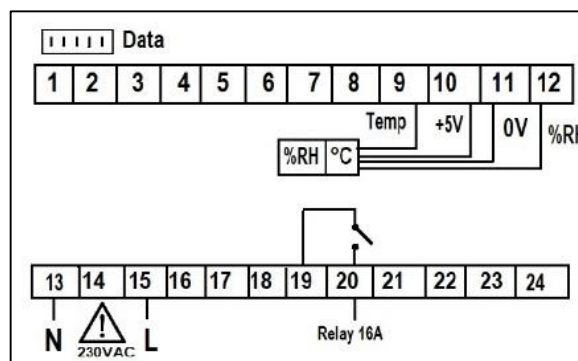 Data
1 2 3 4 5 6 7 8 9 10 11 12
Temp +5V 0V %RH
%RH °C
13 14 15 16 17 18 19 20 21 22 23 24
N 230VAC L Relay 16A